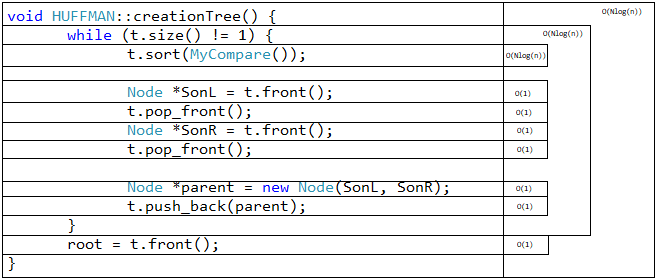 void HUFFMAN::creationTree() { O(Nlog(n))
while (t.size() != 1) { O(Nlog(n))
t.sort(MyCompare()); O(Nlog(n))
Node *SonL = t.front(); O(1)
t.pop_front(); O(1)
Node *SonR = t.front(); O(1)
t.pop_front(); O(1)
Node *parent = new Node(SonL, SonR); O(1)
t.push_back(parent); O(1)
}
root = t.front(); O(1)
}